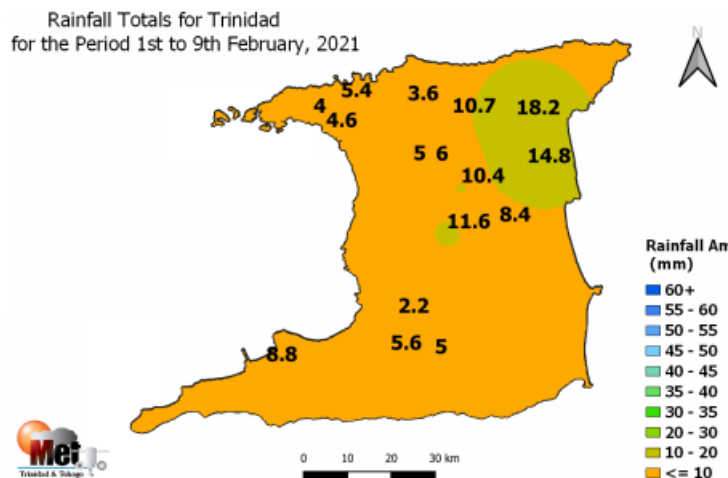 Rainfall Totals for Trinidad
for the Period 1st to 9th February, 2021
N
5.4
3.6
4
10.7
18.2
4.6
5 6
14.8
10.4
11.6
8.4
2.2
5.6
5
8.8
Rainfall Am
(mm)
60+
55 - 60
50 - 55
45 - 50
40 - 45
35 - 40
30 - 35
20 - 30
10 - 20
<= 10
Met
Trinidad & Tobago
0 10 20 30 km